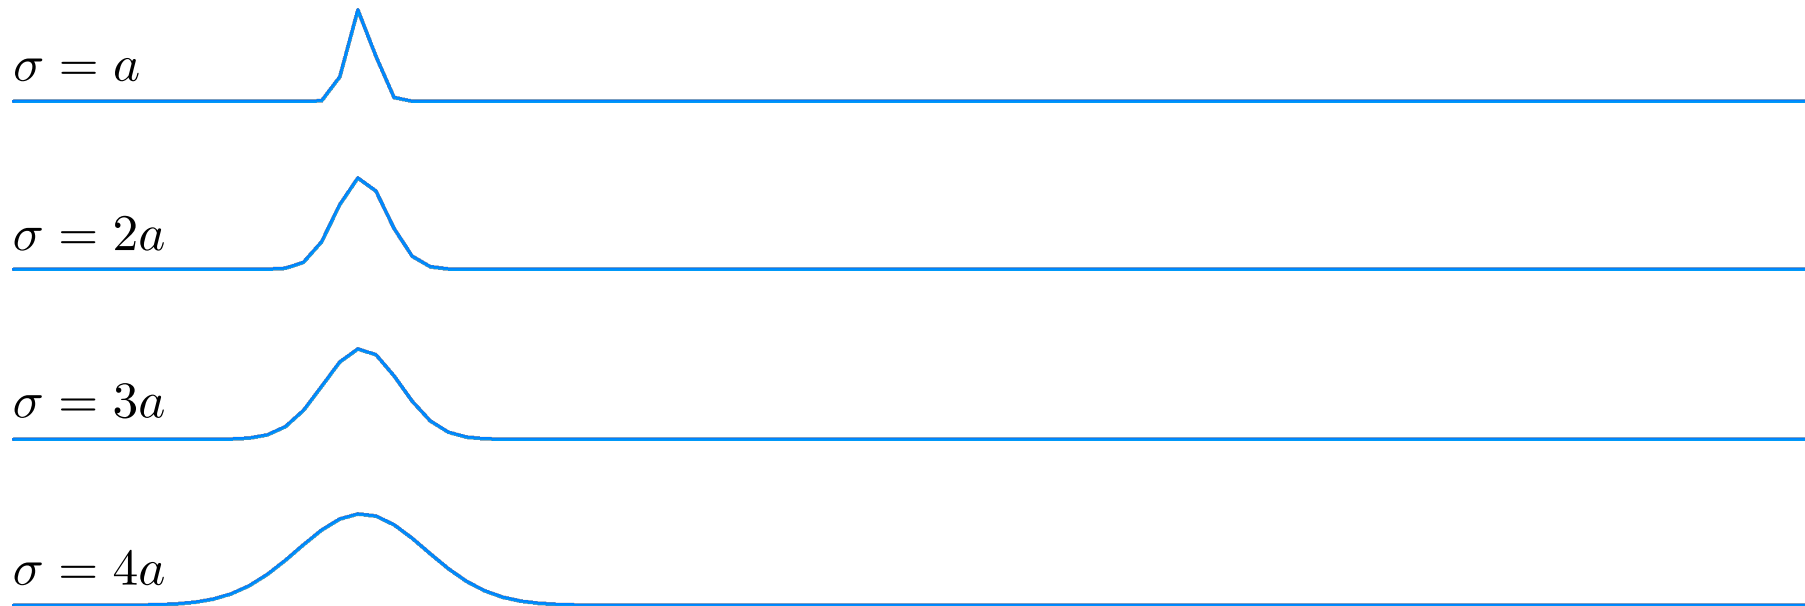 σ = a
σ = 2a
σ = 3a
σ = 4a